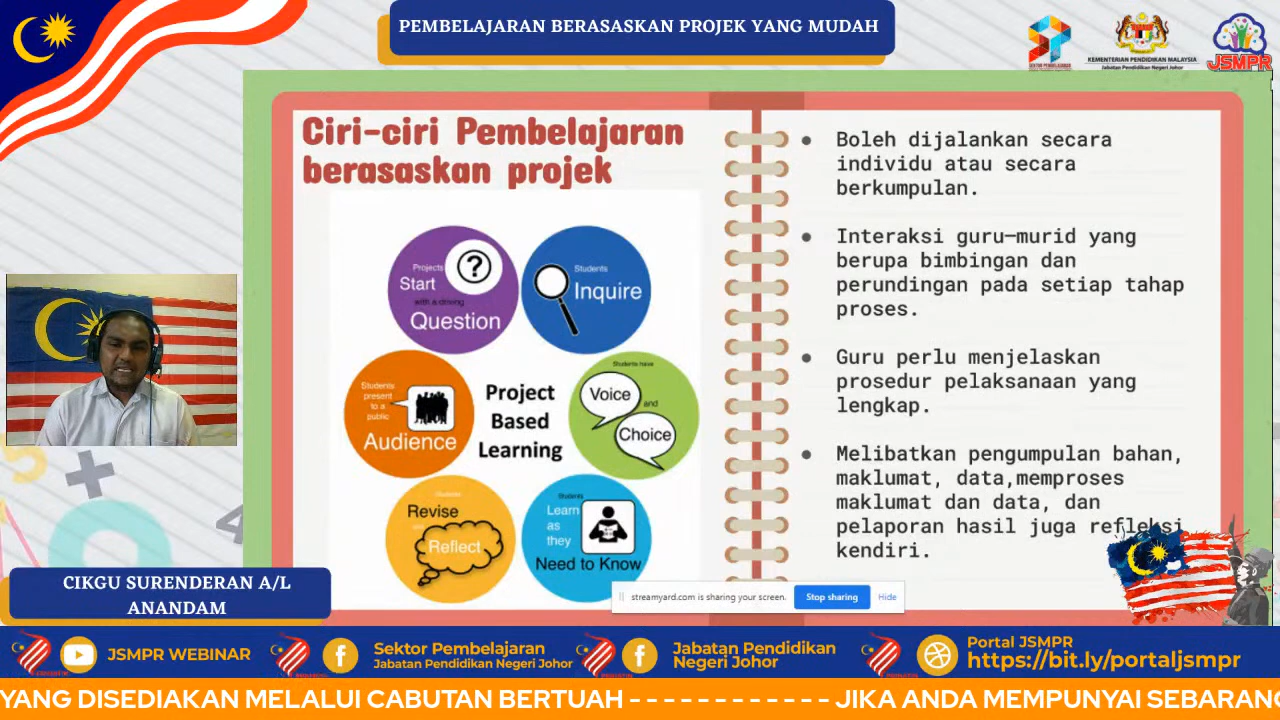 PEMBELAJARAN BERASASKAN PROJEK YANG MUDAH
SEKTOR PEMBELAJARAN
KEMENTERIAN PENDIDIKAN MALAYSIA
Jabatan Pendidikan Negeri Johor
JSMPR
Ciri-ciri Pembelajaran
berasaskan projek
Projects
Start
with a driving
Question
?
Students
Inquire
Students present to a public
Audience
Project
Based
Learning
Students have
Voice
and
Choice
Students
Revise
Reflect
Students
Learn
as
they
Need to Know
• Boleh dijalankan secara
individu atau secara
berkumpulan.
• Interaksi guru-murid yang
berupa bimbingan dan
perundingan pada setiap tahap
proses.
• Guru perlu menjelaskan
prosedur pelaksanaan yang
lengkap.
• Melibatkan pengumpulan bahan,
maklumat, data,memproses
maklumat dan data, dan
pelaporan hasil juga refleksi
kendiri.
streamyard.com is sharing your screen.
Stop sharing
Hide
CIKGU SURENDERAN A/L
ANANDAM
JSMPR WEBINAR
Sektor Pembelajaran
Jabatan Pendidikan Negeri Johor
Jabatan Pendidikan
Negeri Johor
Portal JSMPR
https://bit.ly/portaljsmpr
YANG DISEDIAKAN MELALUI CABUTAN BERTUAH - - - - - - - - - - - - JIKA ANDA MEMPUNYAI SEBARANG